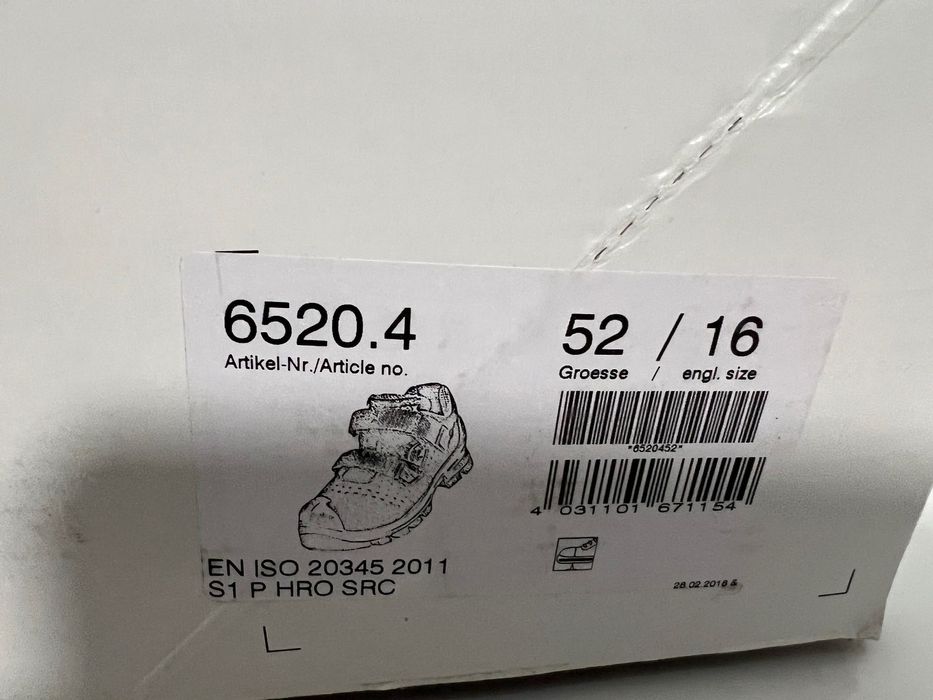 6520.4
Artikel-Nr./Article no.
52 / 16
Groesse / engl. size
*6520452*
4 031101 671154
EN ISO 20345 2011
S1 P HRO SRC
28.02.2018